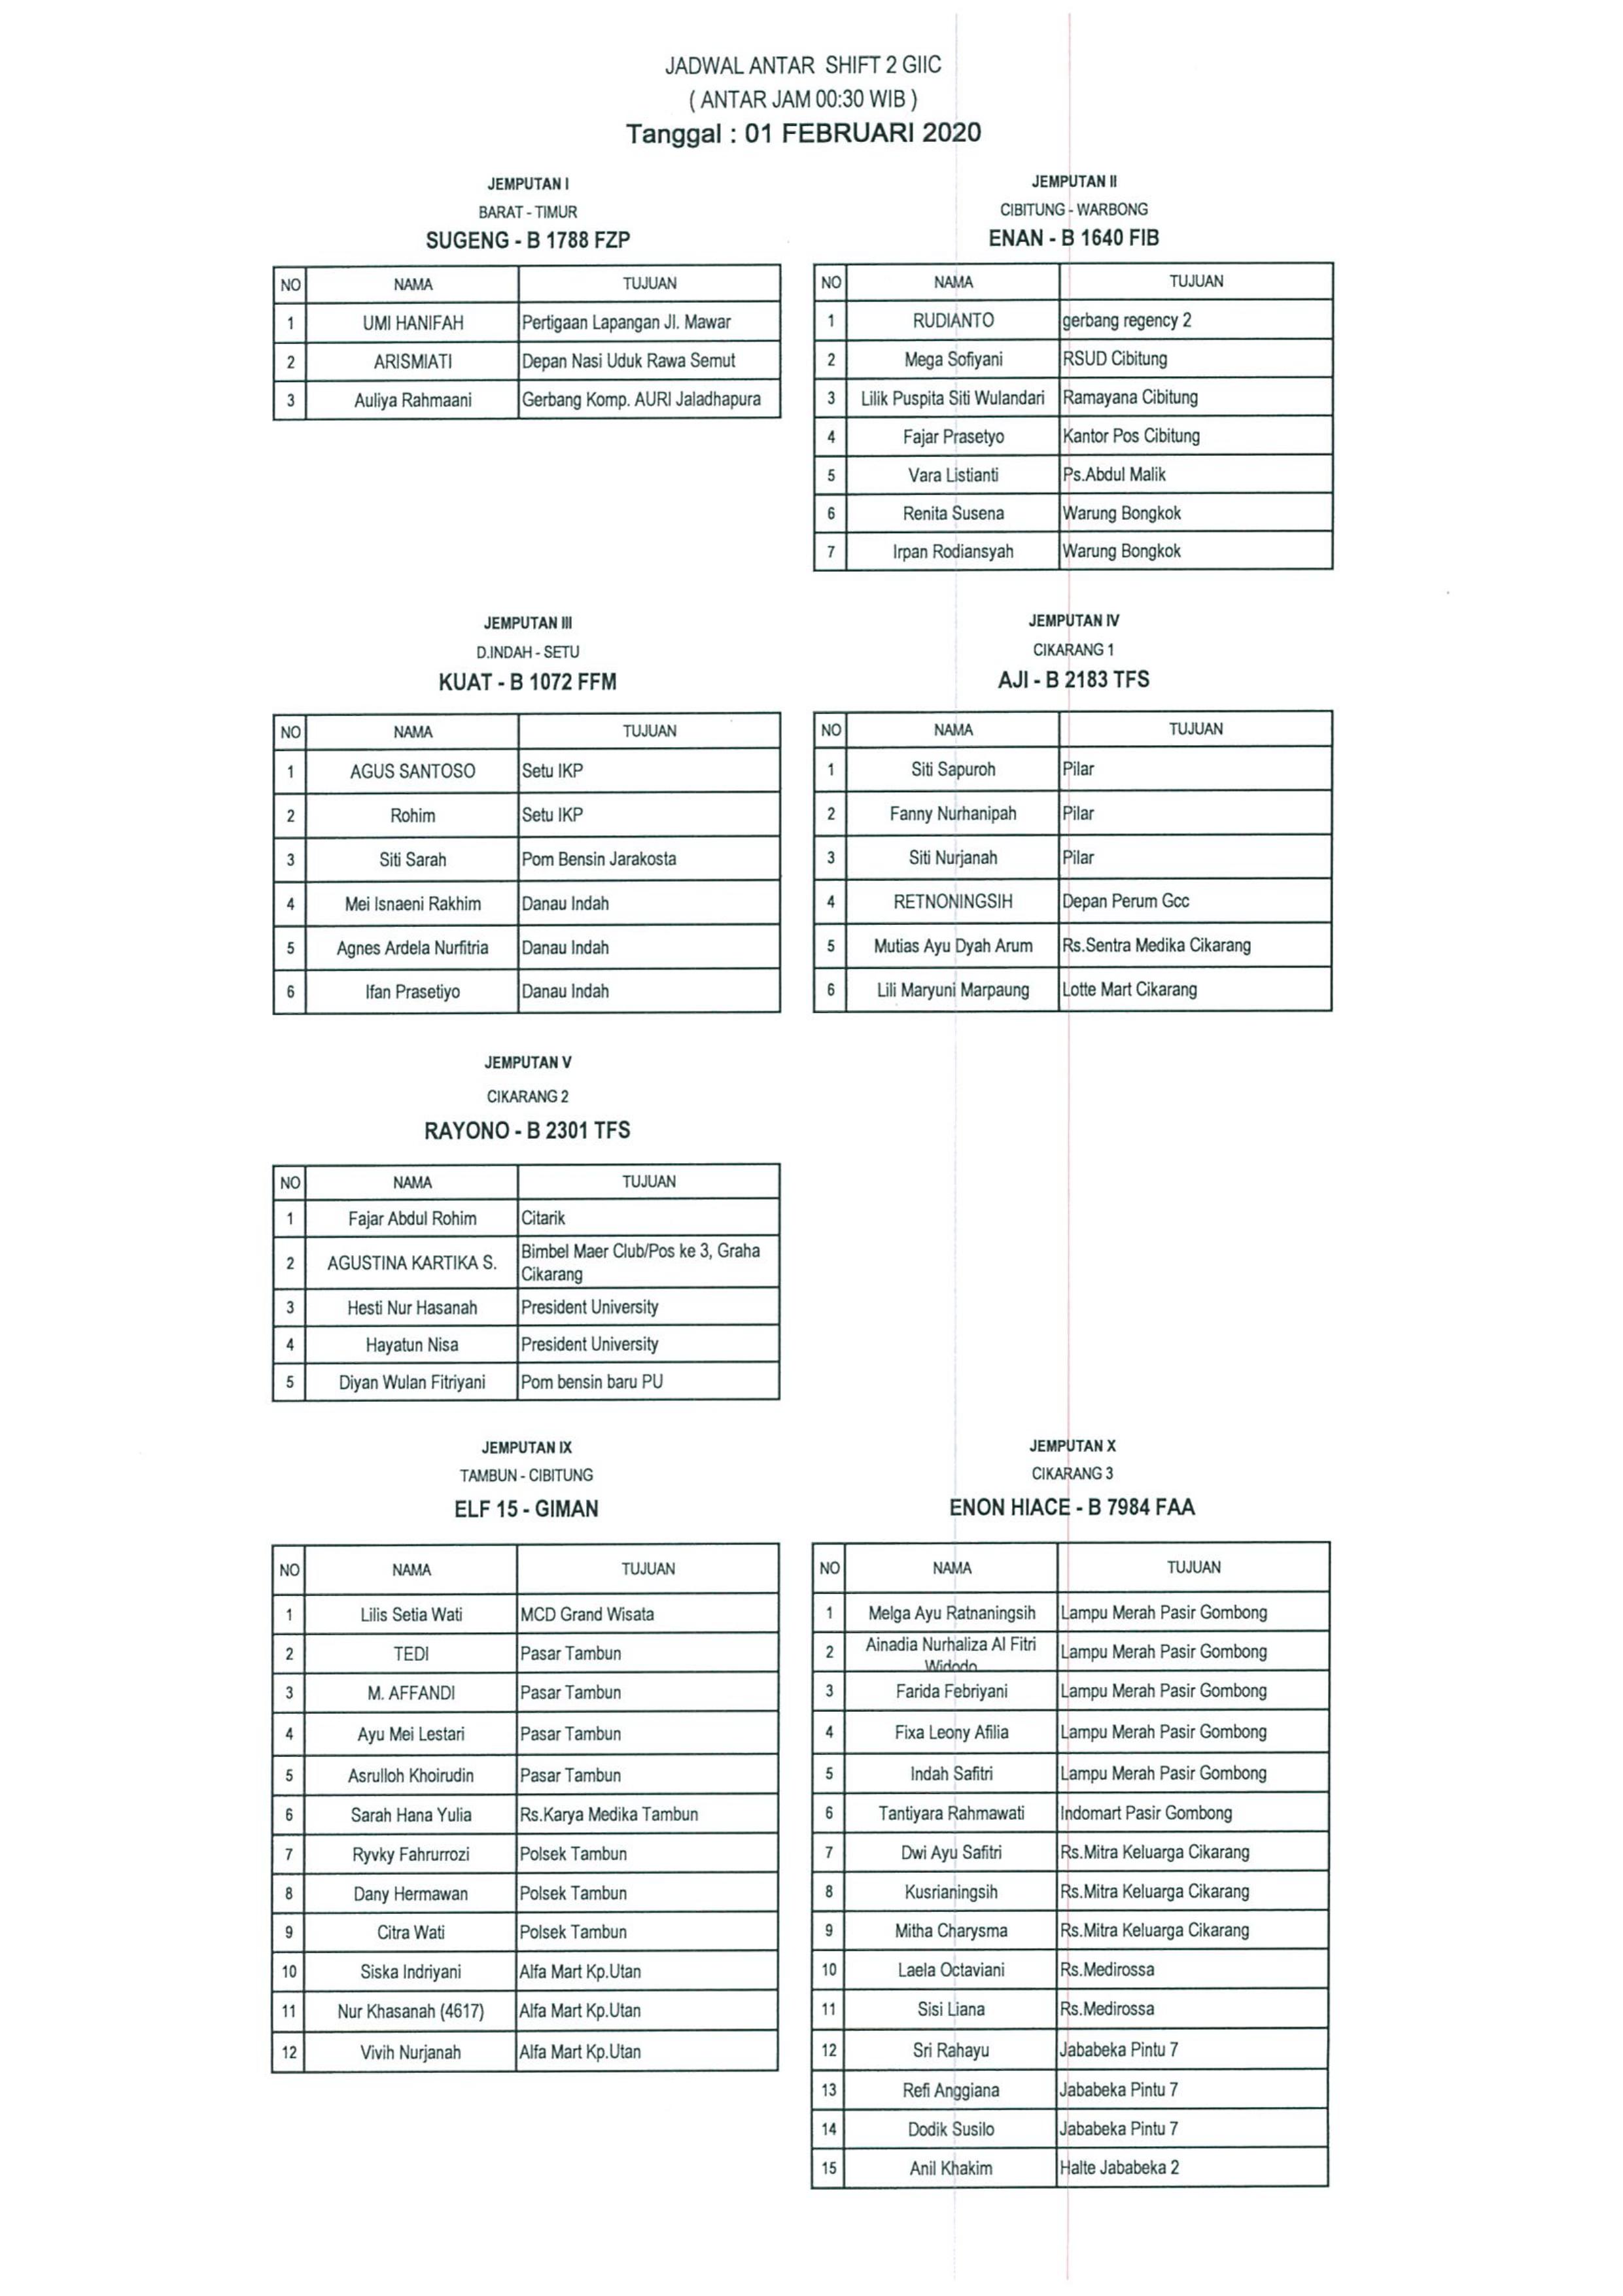 JADWAL ANTAR SHIFT 2 GIIC
( ANTAR JAM 00:30 WIB )
Tanggal : 01 FEBRUARI 2020
JEMPUTAN I
BARAT - TIMUR
SUGENG - B 1788 FZP
NO NAMA TUJUAN
1 UMI HANIFAH Pertigaan Lapangan Jl. Mawar
2 ARISMIATI Depan Nasi Uduk Rawa Semut
3 Auliya Rahmaani Gerbang Komp. AURI Jaladhapura
JEMPUTAN II
CIBITUNG - WARBONG
ENAN - B 1640 FIB
NO NAMA TUJUAN
1 RUDIANTO gerbang regency 2
2 Mega Sofiyani RSUD Cibitung
3 Lilik Puspita Siti Wulandari Ramayana Cibitung
4 Fajar Prasetyo Kantor Pos Cibitung
5 Vara Listianti Ps.Abdul Malik
6 Renita Susena Warung Bongkok
7 Irpan Rodiansyah Warung Bongkok
JEMPUTAN III
D.INDAH - SETU
KUAT - B 1072 FFM
NO NAMA TUJUAN
1 AGUS SANTOSO Setu IKP
2 Rohim Setu IKP
3 Siti Sarah Pom Bensin Jarakosta
4 Mei Isnaeni Rakhim Danau Indah
5 Agnes Ardela Nurfitria Danau Indah
6 Ifan Prasetiyo Danau Indah
JEMPUTAN IV
CIKARANG 1
AJI - B 2183 TFS
NO NAMA TUJUAN
1 Siti Sapuroh Pilar
2 Fanny Nurhanipah Pilar
3 Siti Nurjanah Pilar
4 RETNONINGSIH Depan Perum Gcc
5 Mutias Ayu Dyah Arum Rs.Sentra Medika Cikarang
6 Lili Maryuni Marpaung Lotte Mart Cikarang
JEMPUTAN V
CIKARANG 2
RAYONO - B 2301 TFS
NO NAMA TUJUAN
1 Fajar Abdul Rohim Citarik
2 AGUSTINA KARTIKA S. Bimbel Maer Club/Pos ke 3, Graha
Cikarang
3 Hesti Nur Hasanah President University
4 Hayatun Nisa President University
5 Diyan Wulan Fitriyani Pom bensin baru PU
JEMPUTAN IX
TAMBUN - CIBITUNG
ELF 15 - GIMAN
NO NAMA TUJUAN
1 Lilis Setia Wati MCD Grand Wisata
2 TEDI Pasar Tambun
3 M. AFFANDI Pasar Tambun
4 Ayu Mei Lestari Pasar Tambun
5 Asrulloh Khoirudin Pasar Tambun
6 Sarah Hana Yulia Rs.Karya Medika Tambun
7 Ryvky Fahrurrozi Polsek Tambun
8 Dany Hermawan Polsek Tambun
9 Citra Wati Polsek Tambun
10 Siska Indriyani Alfa Mart Kp.Utan
11 Nur Khasanah (4617) Alfa Mart Kp.Utan
12 Vivih Nurjanah Alfa Mart Kp.Utan
JEMPUTAN X
CIKARANG 3
ENON HIACE - B 7984 FAA
NO NAMA TUJUAN
1 Melga Ayu Ratnaningsih Lampu Merah Pasir Gombong
2 Ainadia Nurhaliza Al Fitri
Widodo Lampu Merah Pasir Gombong
3 Farida Febriyani Lampu Merah Pasir Gombong
4 Fixa Leony Afilia Lampu Merah Pasir Gombong
5 Indah Safitri Lampu Merah Pasir Gombong
6 Tantiyara Rahmawati Indomart Pasir Gombong
7 Dwi Ayu Safitri Rs.Mitra Keluarga Cikarang
8 Kusrianingsih Rs.Mitra Keluarga Cikarang
9 Mitha Charysma Rs.Mitra Keluarga Cikarang
10 Laela Octaviani Rs.Medirossa
11 Sisi Liana Rs.Medirossa
12 Sri Rahayu Jababeka Pintu 7
13 Refi Anggiana Jababeka Pintu 7
14 Dodik Susilo Jababeka Pintu 7
15 Anil Khakim Halte Jababeka 2